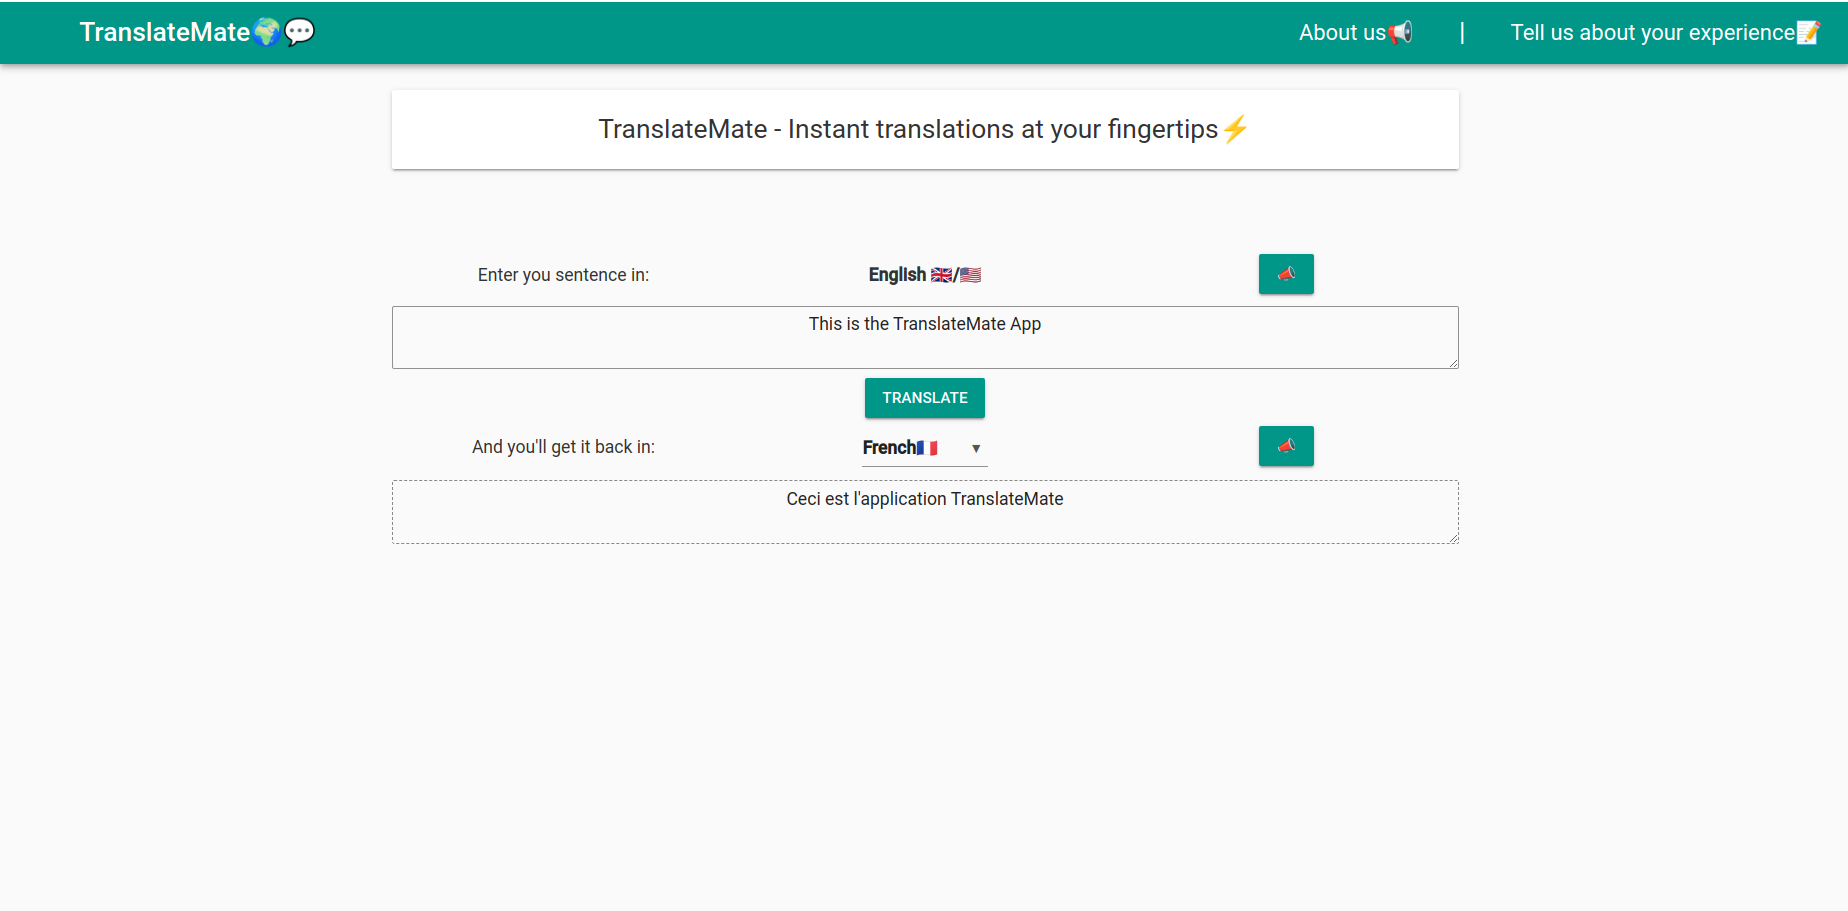 TranslateMate🌍💬
About us📢 | Tell us about your experience📝
TranslateMate - Instant translations at your fingertips⚡
Enter you sentence in: English 🇬🇧/🇺🇸 📣
This is the TranslateMate App
TRANSLATE
And you'll get it back in: French🇫🇷 ▼ 📣
Ceci est l'application TranslateMate